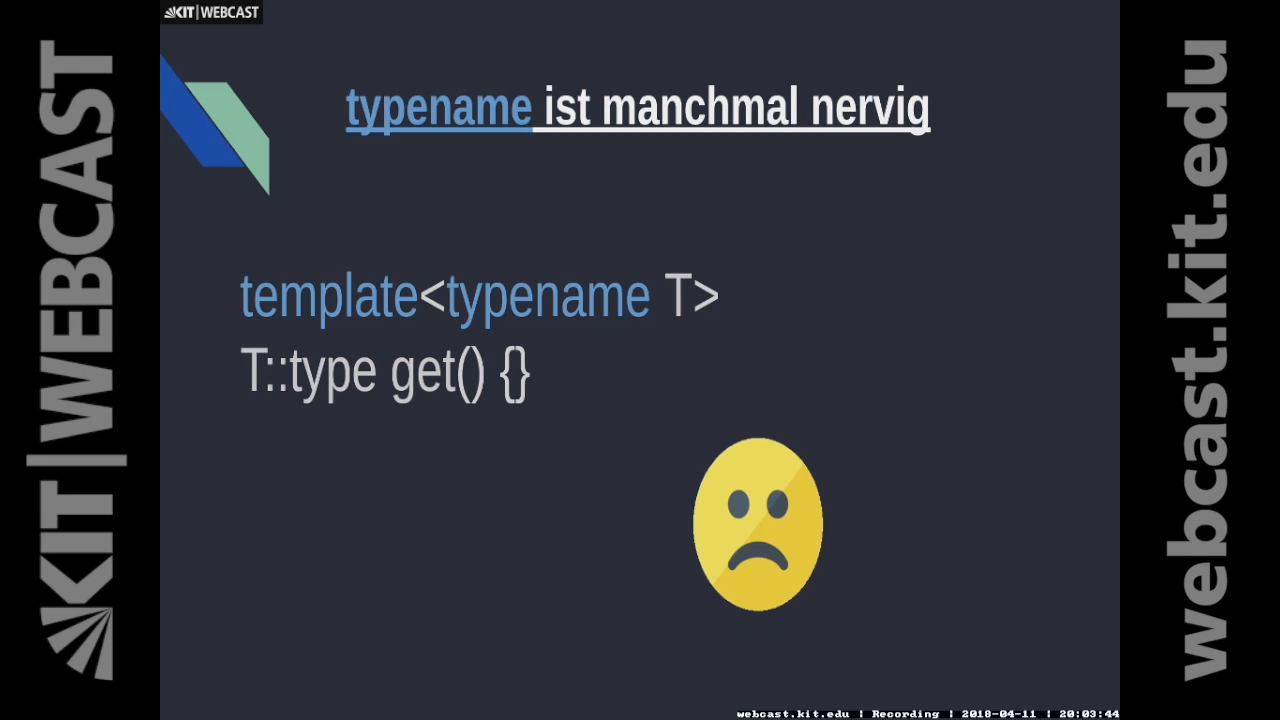 KIT|WEBCAST
KIT|WEBCAST
typename ist manchmal nervig
template<typename T>
T::type get() {}
webcast.kit.edu
webcast.kit.edu | Recording | 2018-04-11 | 20:03:44